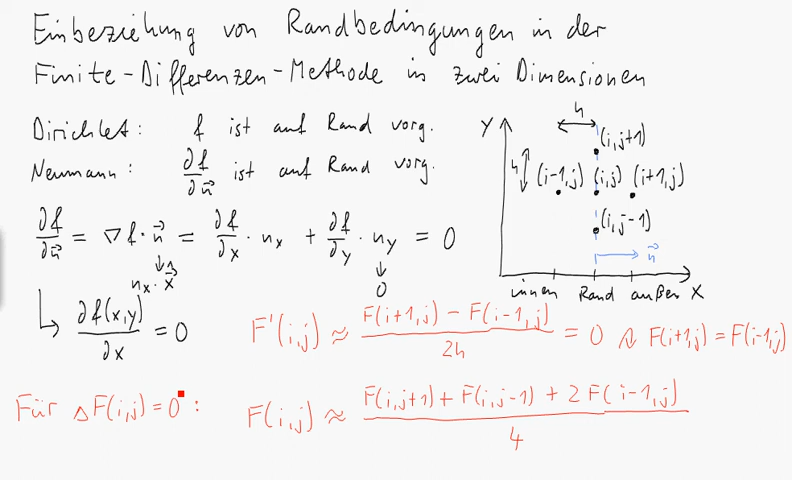 Einbeziehung von Randbedingungen in der
Finite-Differenzen-Methode in zwei Dimensionen
Dirichlet: f ist auf Rand vorg.
Neumann: ∂f/∂n⃗ ist auf Rand vorg.
∂f/∂n⃗ = ∇f · n⃗ = ∂f/∂x · nx + ∂f/∂y · ny = 0
↓ ↓
nx · x⃗ 0
↳ ∂f(x,y)/∂x = 0
F'(i,j) ≈ (F(i+1,j) - F(i-1,j))/2h = 0 ⇝ F(i+1,j) = F(i-1,j)
Für ΔF(i,j) = 0 : F(i,j) ≈ (F(i,j+1) + F(i,j-1) + 2F(i-1,j))/4
h
Y
(i,j+1)
h (i-1,j) (i,j) (i+1,j)
(i,j-1)
n⃗
innen Rand außer X